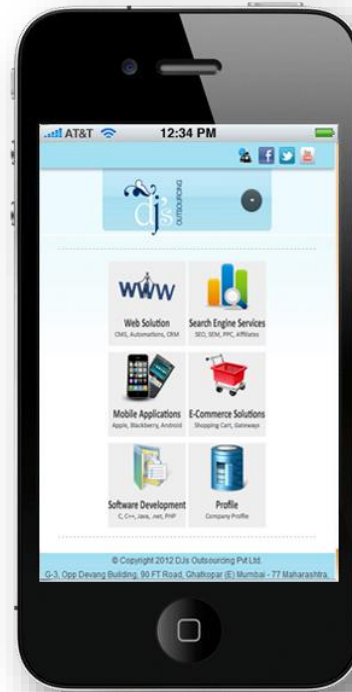 AT&T 12:34 PM
dj's
OUTSOURCING
www
Web Solution
CMS, Automations, CRM
Search Engine Services
SEO, SEM, PPC, Affiliates
Mobile Applications
Apple, Blackberry, Android
E-Commerce Solutions
Shopping Cart, Gateways
Software Development
C, C++, Java, .net, PHP
Profile
Company Profile
© Copyright 2012 DJs Outsourcing Pvt Ltd.
G-3, Opp Devang Building, 90 FT Road, Ghatkopar (E) Mumbai - 77 Maharashtra,